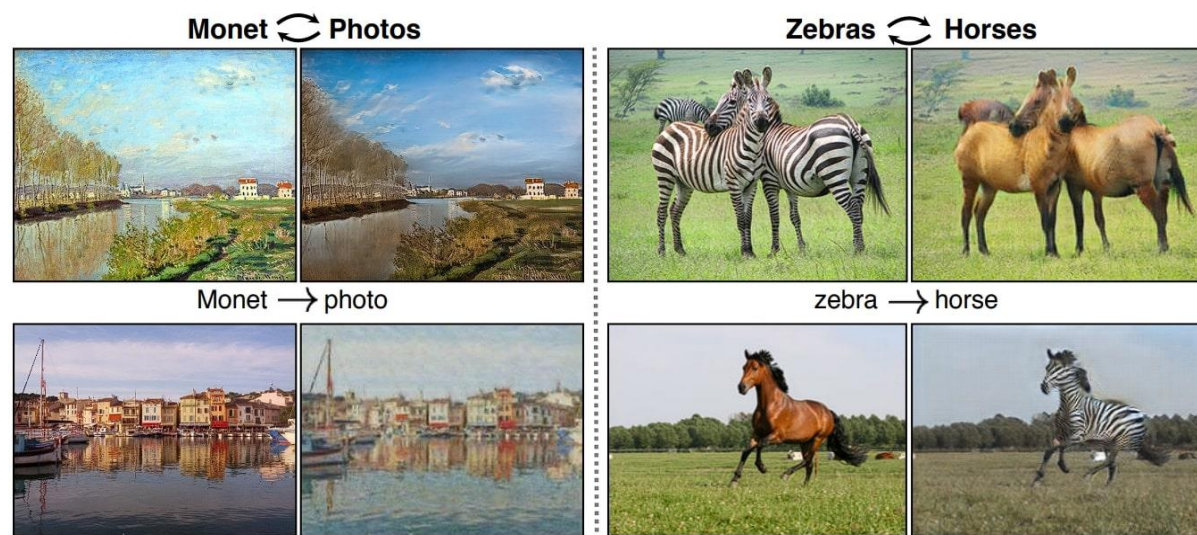 Monet ⇄ Photos
Zebras ⇄ Horses
Monet → photo
zebra → horse